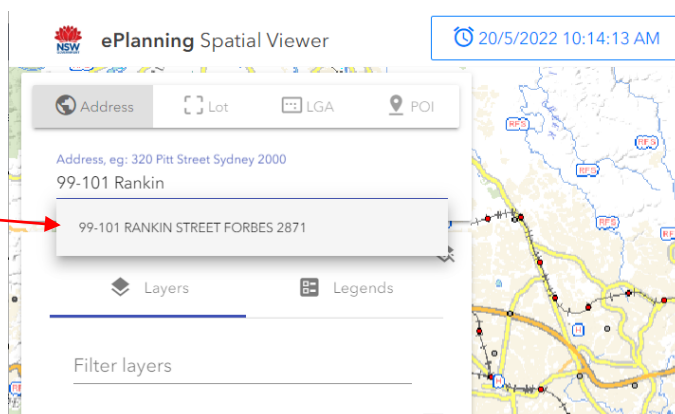 NSW
ePlanning Spatial Viewer
20/5/2022 10:14:13 AM
Address
Lot
LGA
POI
Address, eg: 320 Pitt Street Sydney 2000
99-101 Rankin
99-101 RANKIN STREET FORBES 2871
Layers
Legends
Filter layers
RFS
RFS
RFS
RFS
RF
H
H